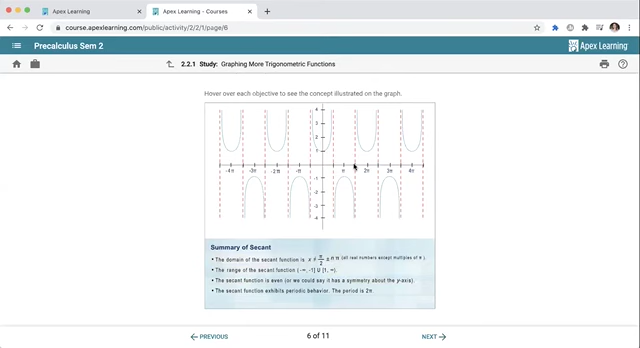 Apex Learning
Apex Learning - Courses
course.apexlearning.com/public/activity/2/2/1/page/6
Precalculus Sem 2
Apex Learning
2.2.1 Study: Graphing More Trigonometric Functions
Hover over each objective to see the concept illustrated on the graph.
4
3
2
1
-4π -3π -2π -π π 2π 3π 4π
-1
-2
-3
-4
Summary of Secant
• The domain of the secant function is x ≠ π/2 ± n π (all real numbers except multiples of π ).
• The range of the secant function (-∞, -1] U [1, ∞).
• The secant function is even (or we could say it has a symmetry about the y-axis).
• The secant function exhibits periodic behavior. The period is 2π.
← PREVIOUS
6 of 11
NEXT →